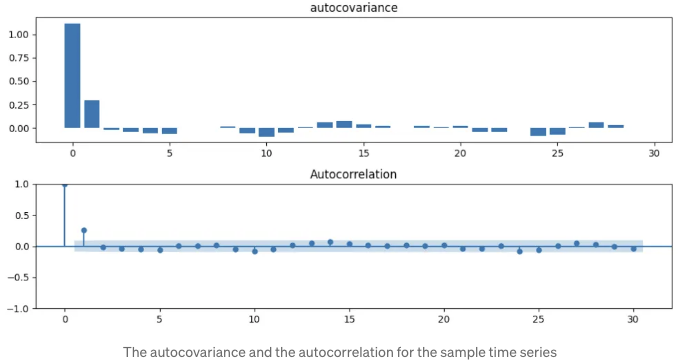 autocovariance
1.00
0.75
0.50
0.25
0.00
0 5 10 15 20 25 30
Autocorrelation
1.0
0.5
0.0
−0.5
−1.0
0 5 10 15 20 25 30
The autocovariance and the autocorrelation for the sample time series